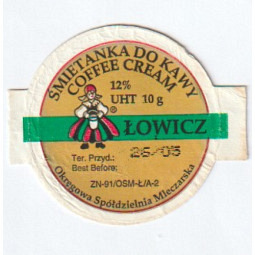 ŚMIETANKA DO KAWY
COFFEE CREAM
12%
UHT 10 g
®
ŁOWICZ
Ter. Przyd.:
Best Before:
26/05
ZN-91/OSM-Ł/A-2
Okręgowa Spółdzielnia Mleczarska